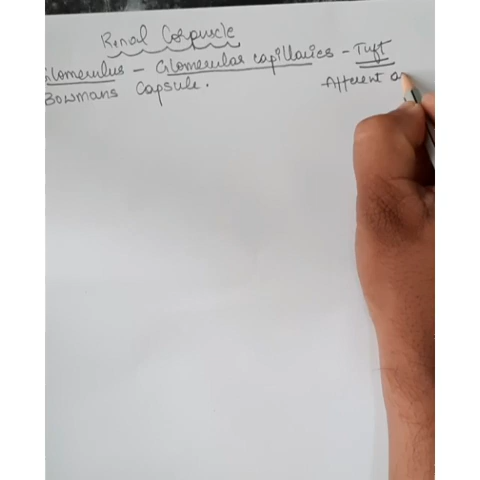 Renal Corpuscle
Glomerulus - Glomerular capillaries - Tuft
Bowmans Capsule.
Afferent a